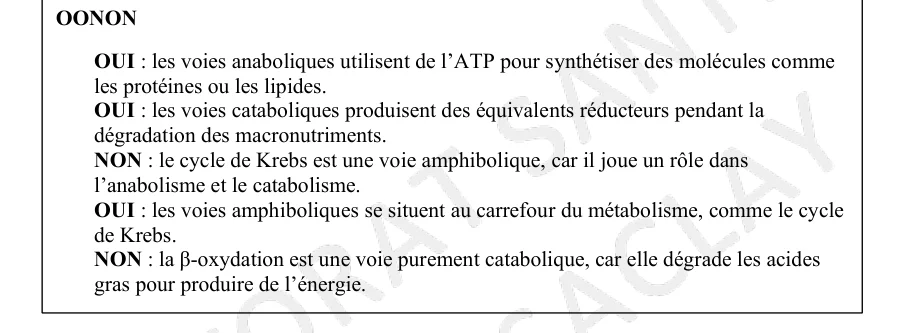 OONON
OUI : les voies anaboliques utilisent de l’ATP pour synthétiser des molécules comme
les protéines ou les lipides.
OUI : les voies cataboliques produisent des équivalents réducteurs pendant la
dégradation des macronutriments.
NON : le cycle de Krebs est une voie amphibolique, car il joue un rôle dans
l’anabolisme et le catabolisme.
OUI : les voies amphiboliques se situent au carrefour du métabolisme, comme le cycle
de Krebs.
NON : la β-oxydation est une voie purement catabolique, car elle dégrade les acides
gras pour produire de l’énergie.